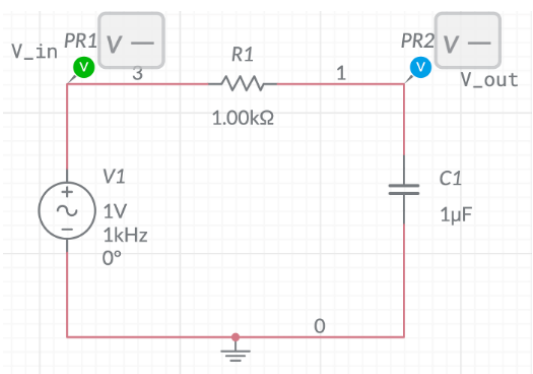 V_in
PR1
V —
V
3
R1
1.00kΩ
1
PR2
V —
V
V_out
V1
+
−
1V
1kHz
0°
C1
1µF
0